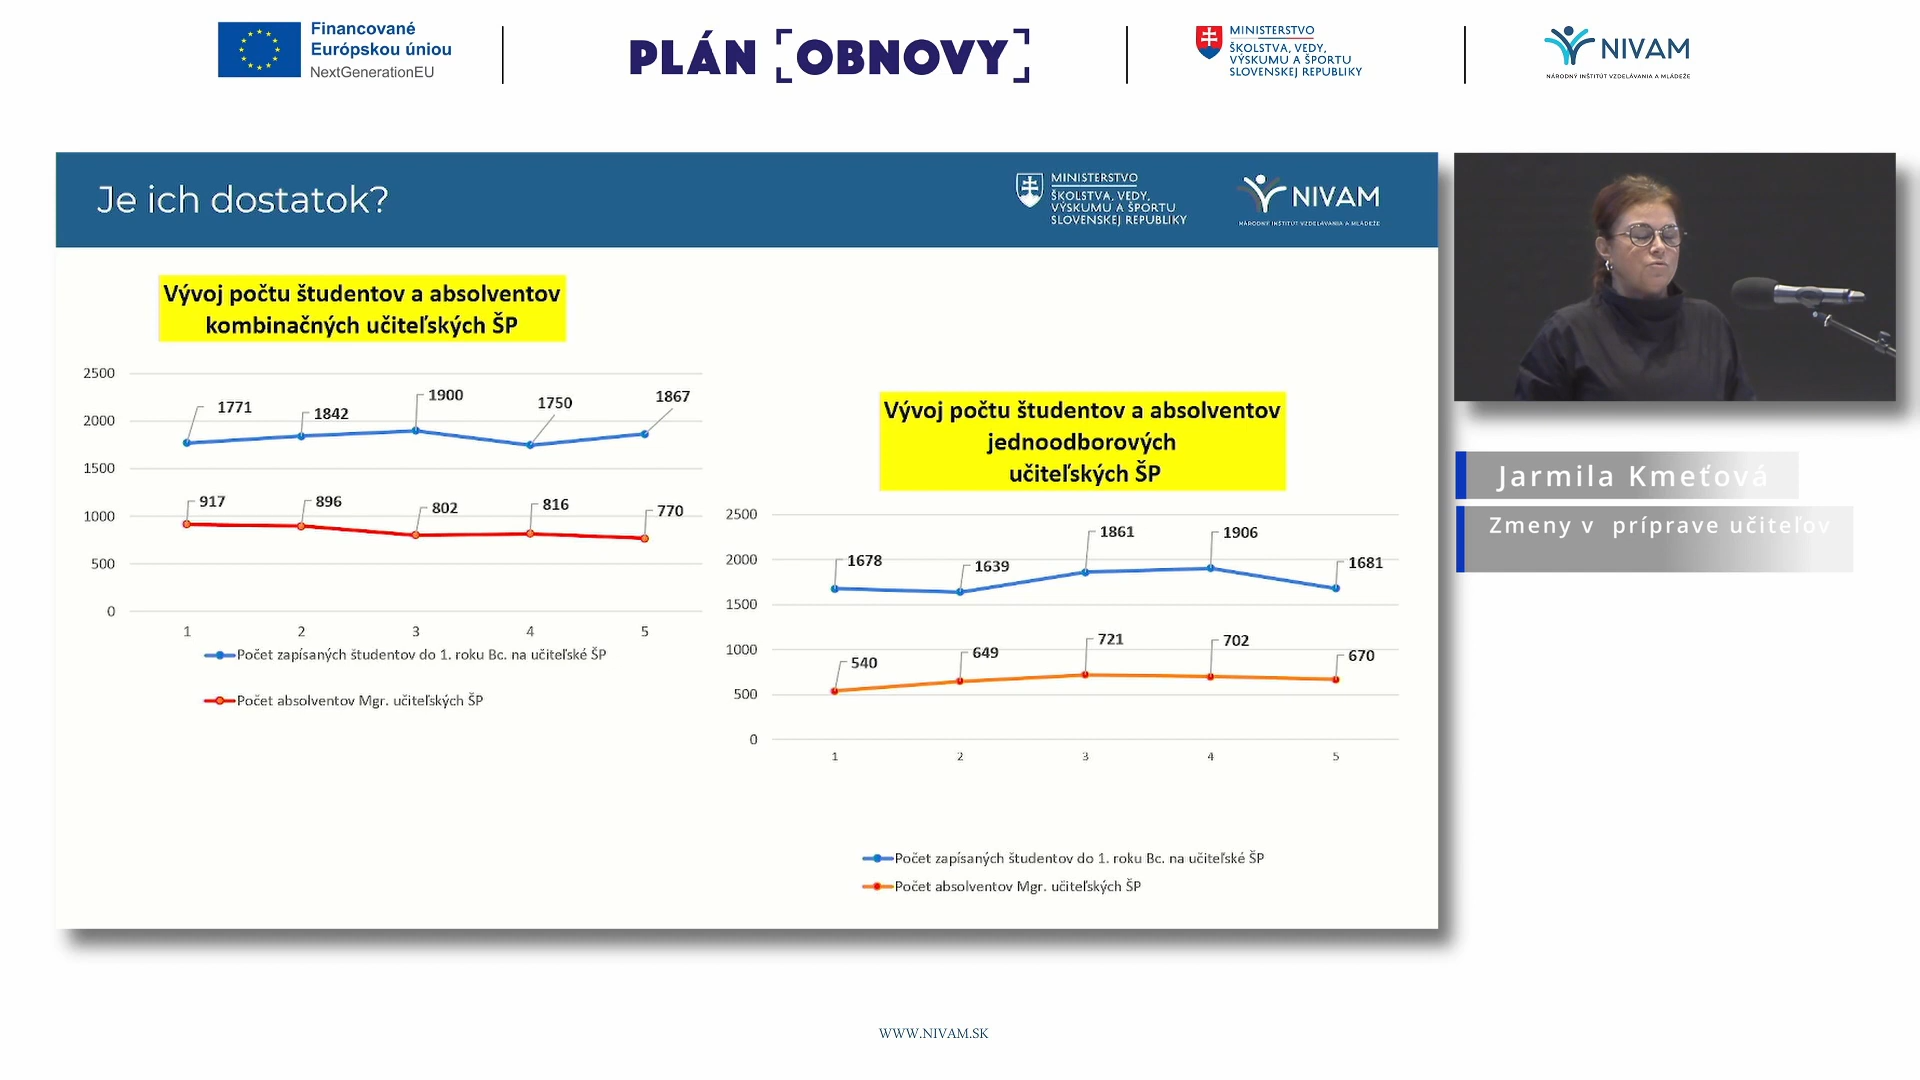 Financované
Európskou úniou
NextGenerationEU
PLÁN [OBNOVY]
MINISTERSTVO
ŠKOLSTVA, VEDY,
VÝSKUMU A ŠPORTU
SLOVENSKEJ REPUBLIKY
NIVAM
NÁRODNÝ INŠTITÚT VZDELÁVANIA A MLÁDEŽE
Je ich dostatok?
MINISTERSTVO
ŠKOLSTVA, VEDY,
VÝSKUMU A ŠPORTU
SLOVENSKEJ REPUBLIKY
NIVAM
NÁRODNÝ INŠTITÚT VZDELÁVANIA A MLÁDEŽE
Vývoj počtu študentov a absolventov
kombinačných učiteľských ŠP
2500
2000
1500
1000
500
0
1771
1842
1900
1750
1867
917
896
802
816
770
1 2 3 4 5
Počet zapísaných študentov do 1. roku Bc. na učiteľské ŠP
Počet absolventov Mgr. učiteľských ŠP
Vývoj počtu študentov a absolventov
jednoodborových
učiteľských ŠP
2500
2000
1500
1000
500
0
1678
1639
1861
1906
1681
540
649
721
702
670
1 2 3 4 5
Počet zapísaných študentov do 1. roku Bc. na učiteľské ŠP
Počet absolventov Mgr. učiteľských ŠP
Jarmila Kmeťová
Zmeny v príprave učiteľov
WWW.NIVAM.SK